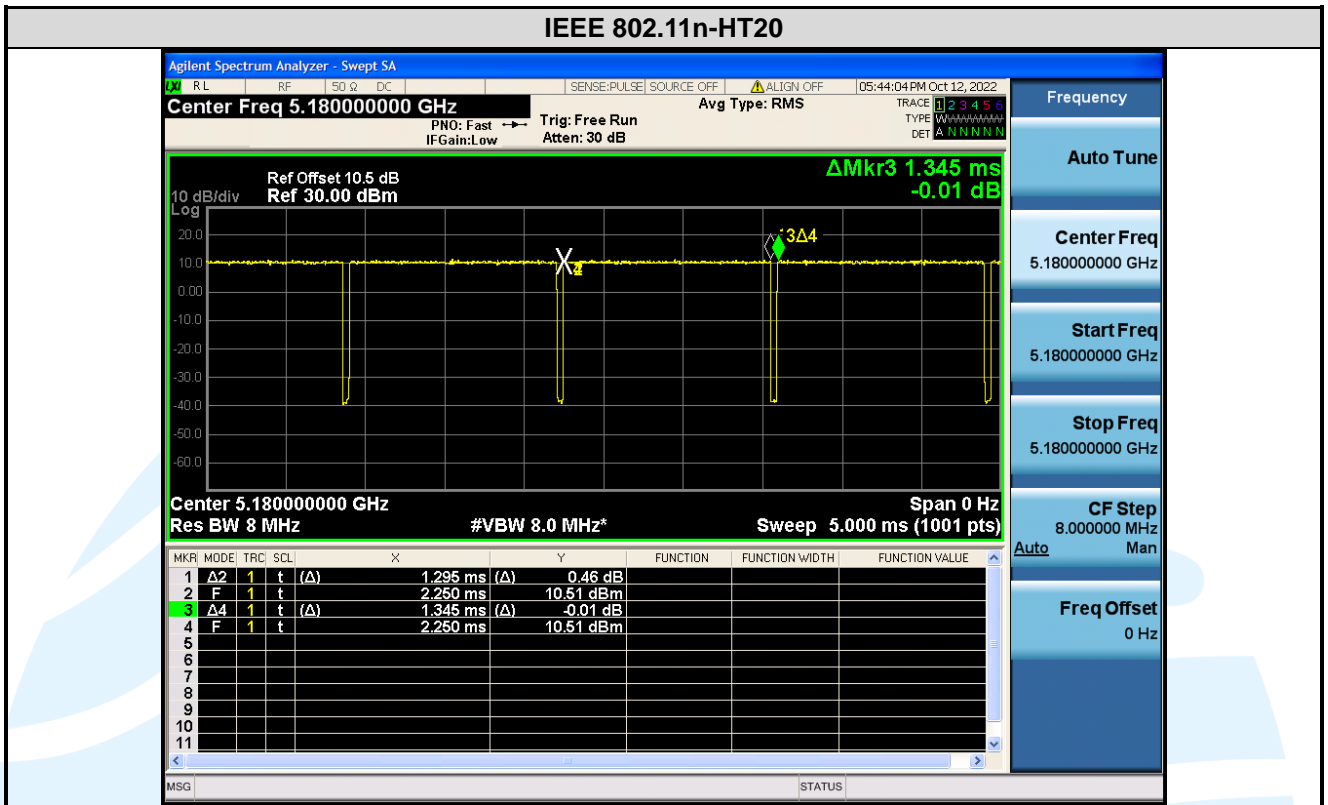 IEEE 802.11n-HT20
Agilent Spectrum Analyzer - Swept SA
LXI RL RF 50 Ω DC SENSE:PULSE SOURCE OFF ALIGN OFF 05:44:04 PM Oct 12, 2022
Center Freq 5.180000000 GHz
PNO: Fast
IFGain:Low
Trig: Free Run
Atten: 30 dB
Avg Type: RMS
TRACE 1 2 3 4 5 6
TYPE
DET A N N N N N
ΔMkr3 1.345 ms
-0.01 dB
Ref Offset 10.5 dB
Ref 30.00 dBm
10 dB/div
Log
20.0
10.0
0.00
-10.0
-20.0
-30.0
-40.0
-50.0
-60.0
3Δ4
Center 5.180000000 GHz Span 0 Hz
Res BW 8 MHz #VBW 8.0 MHz* Sweep 5.000 ms (1001 pts)
MKR MODE TRC SCL X Y FUNCTION FUNCTION WIDTH FUNCTION VALUE
1 Δ2 1 t (Δ) 1.295 ms (Δ) 0.46 dB
2 F 1 t 2.250 ms 10.51 dBm
3 Δ4 1 t (Δ) 1.345 ms (Δ) -0.01 dB
4 F 1 t 2.250 ms 10.51 dBm
5
6
7
8
9
10
11
MSG STATUS
Frequency
Auto Tune
Center Freq
5.180000000 GHz
Start Freq
5.180000000 GHz
Stop Freq
5.180000000 GHz
CF Step
8.000000 MHz
Auto Man
Freq Offset
0 Hz